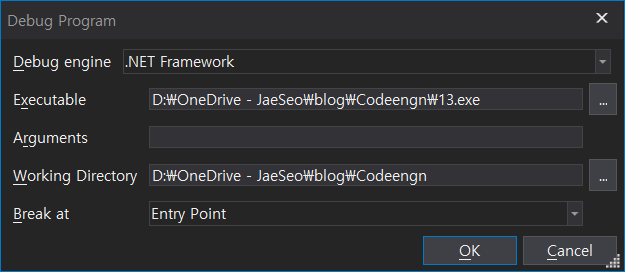 Debug Program
Debug engine .NET Framework
Executable D:₩OneDrive - JaeSeo₩blog₩Codeengn₩13.exe ...
Arguments
Working Directory D:₩OneDrive - JaeSeo₩blog₩Codeengn ...
Break at Entry Point
OK Cancel